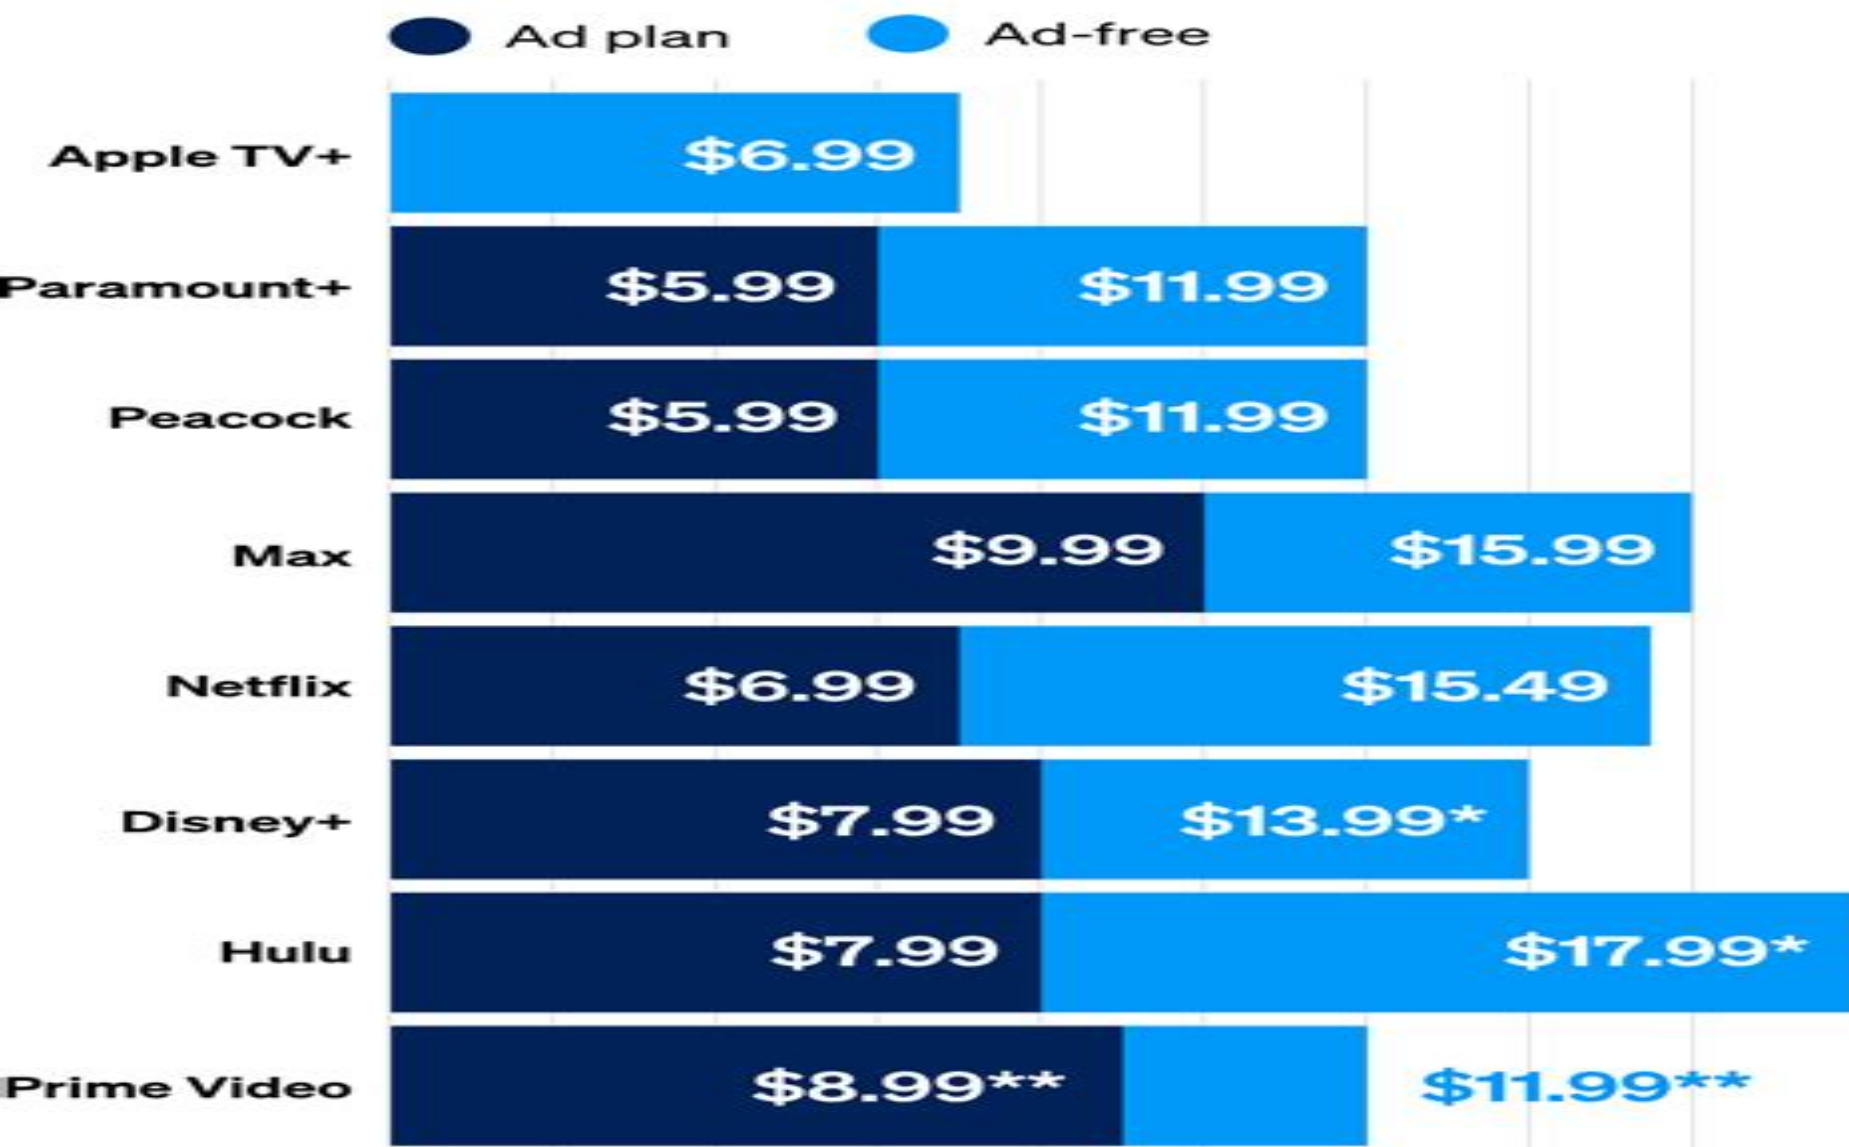 Ad plan Ad-free
Apple TV+ $6.99
Paramount+ $5.99 $11.99
Peacock $5.99 $11.99
Max $9.99 $15.99
Netflix $6.99 $15.49
Disney+ $7.99 $13.99*
Hulu $7.99 $17.99*
Prime Video $8.99** $11.99**